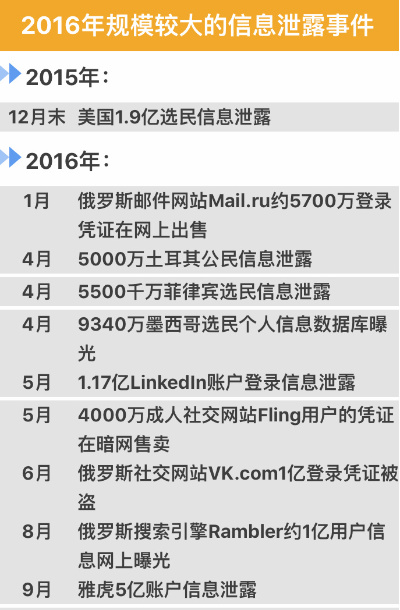 2016年规模较大的信息泄露事件
2015年：
12月末 美国1.9亿选民信息泄露
2016年：
1月 俄罗斯邮件网站Mail.ru约5700万登录
凭证在网上出售
4月 5000万土耳其公民信息泄露
4月 5500千万菲律宾选民信息泄露
4月 9340万墨西哥选民个人信息数据库曝
光
5月 1.17亿LinkedIn账户登录信息泄露
5月 4000万成人社交网站Fling用户的凭证
在暗网售卖
6月 俄罗斯社交网站VK.com1亿登录凭证被
盗
8月 俄罗斯搜索引擎Rambler约1亿用户信
息网上曝光
9月 雅虎5亿账户信息泄露